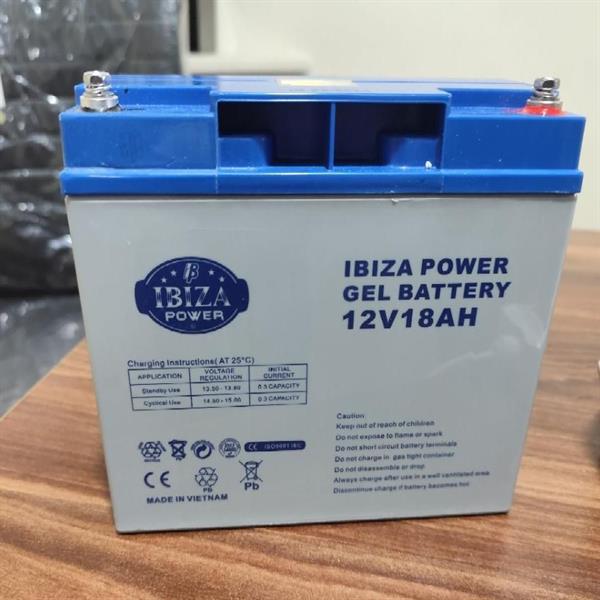 IBIZA
POWER
IBIZA POWER
GEL BATTERY
12V18AH
Charging Instructions( AT 25°C)
APPLICATION VOLTAGE REGULATION INITIAL CURRENT
Standby Use 13.50 - 13.80 0.3 CAPACITY
Cyclical Use 14.50 - 15.00 0.3 CAPACITY
Caution
Keep out of reach of children
Do not expose to flame or spark
Do not short circuit battery terminals
Do not charge in gas tight container
Do not disassemble or drop
Always charge after use in a well ventilated area
Discontinue charge if battery becomes hot
CE
PB
Pb
MADE IN VIETNAM